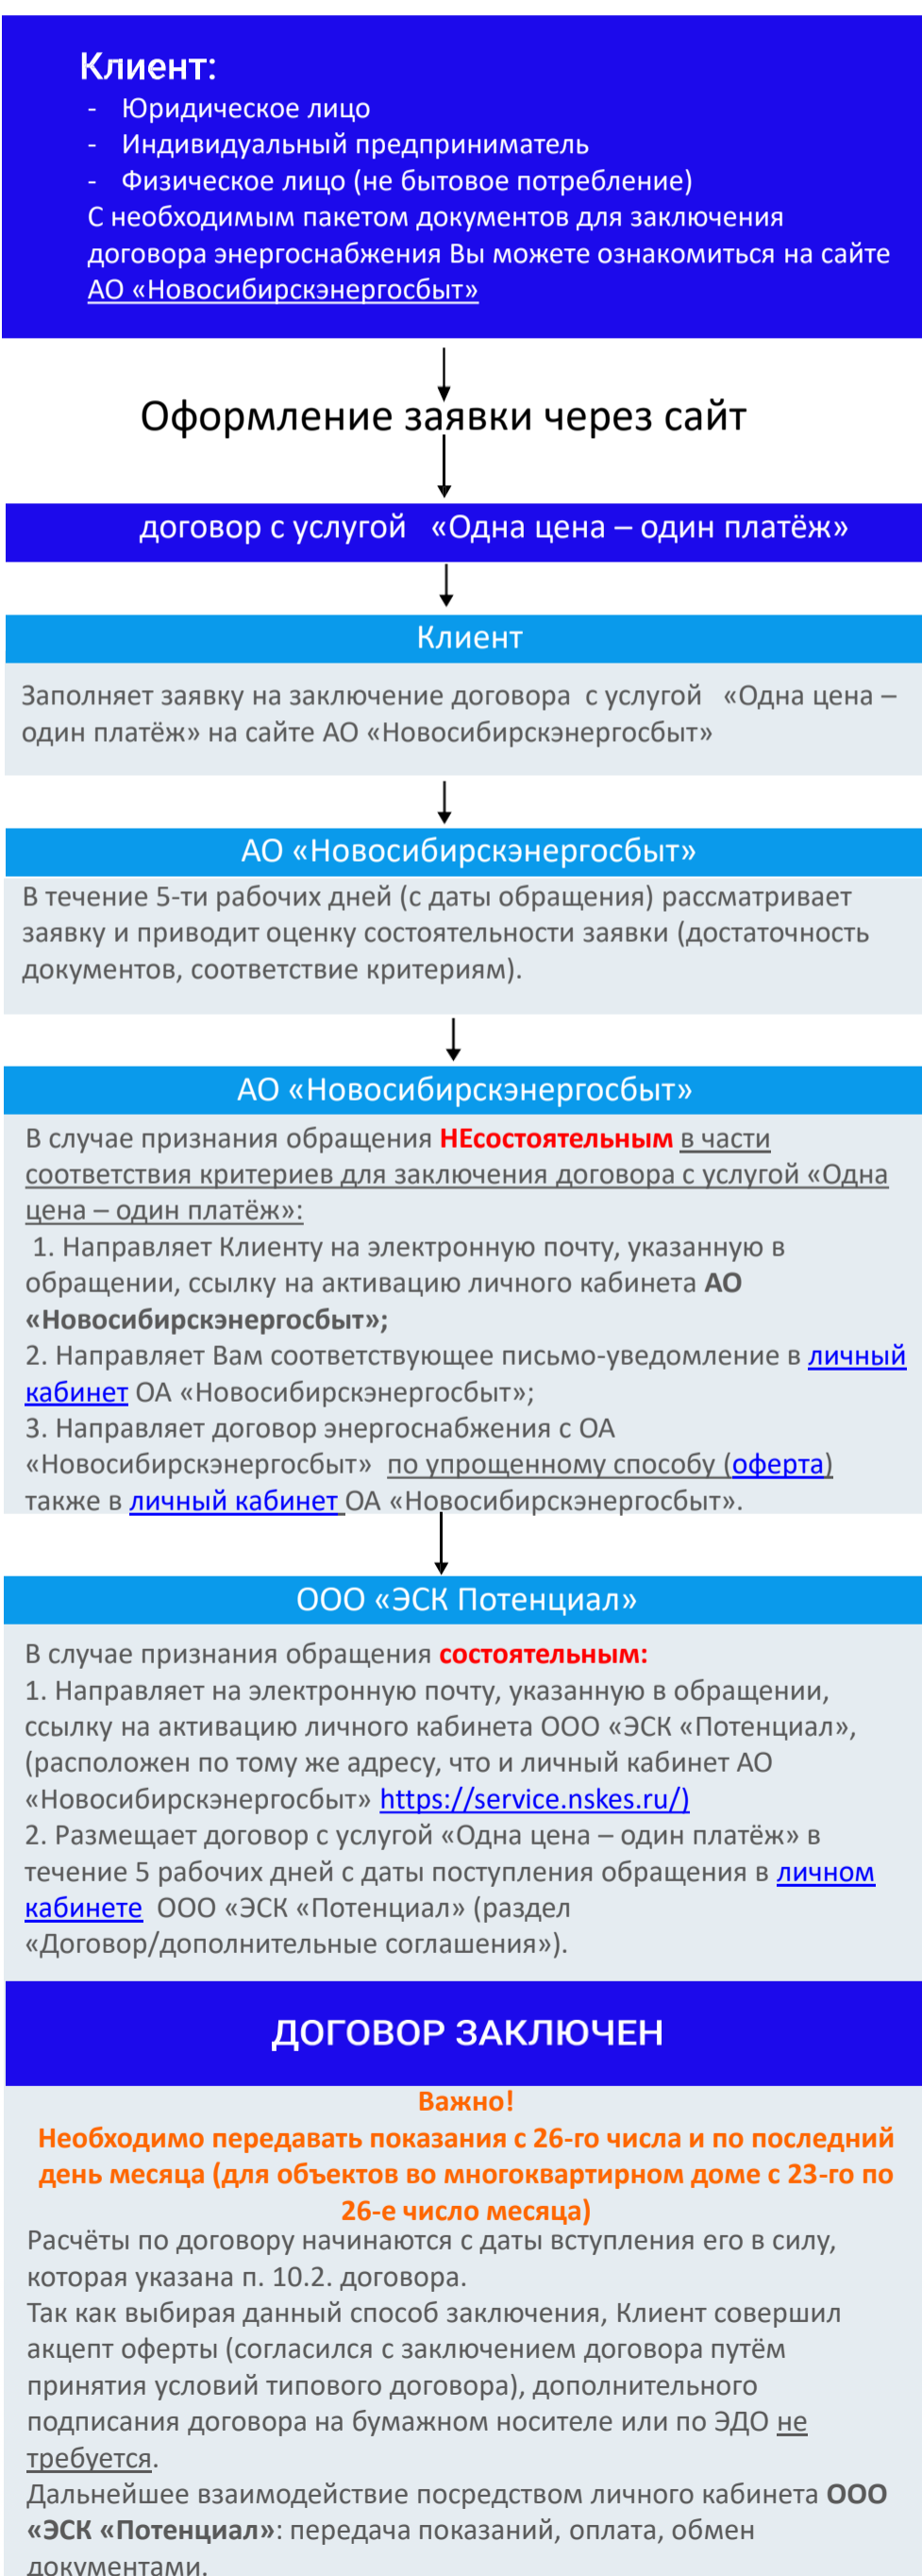 Клиент:
- Юридическое лицо
- Индивидуальный предприниматель
- Физическое лицо (не бытовое потребление)
С необходимым пакетом документов для заключения
договора энергоснабжения Вы можете ознакомиться на сайте
АО «Новосибирскэнергосбыт»
Оформление заявки через сайт
договор с услугой «Одна цена – один платёж»
Клиент
Заполняет заявку на заключение договора с услугой «Одна цена –
один платёж» на сайте АО «Новосибирскэнергосбыт»
АО «Новосибирскэнергосбыт»
В течение 5-ти рабочих дней (с даты обращения) рассматривает
заявку и приводит оценку состоятельности заявки (достаточность
документов, соответствие критериям).
АО «Новосибирскэнергосбыт»
В случае признания обращения НЕсостоятельным в части
соответствия критериев для заключения договора с услугой «Одна
цена – один платёж»:
1. Направляет Клиенту на электронную почту, указанную в
обращении, ссылку на активацию личного кабинета АО
«Новосибирскэнергосбыт»;
2. Направляет Вам соответствующее письмо-уведомление в личный
кабинет ОА «Новосибирскэнергосбыт»;
3. Направляет договор энергоснабжения с ОА
«Новосибирскэнергосбыт» по упрощенному способу (оферта)
также в личный кабинет ОА «Новосибирскэнергосбыт».
ООО «ЭСК Потенциал»
В случае признания обращения состоятельным:
1. Направляет на электронную почту, указанную в обращении,
ссылку на активацию личного кабинета ООО «ЭСК «Потенциал»,
(расположен по тому же адресу, что и личный кабинет АО
«Новосибирскэнергосбыт» https://service.nskes.ru/)
2. Размещает договор с услугой «Одна цена – один платёж» в
течение 5 рабочих дней с даты поступления обращения в личном
кабинете ООО «ЭСК «Потенциал» (раздел
«Договор/дополнительные соглашения»).
ДОГОВОР ЗАКЛЮЧЕН
Важно!
Необходимо передавать показания с 26-го числа и по последний
день месяца (для объектов во многоквартирном доме с 23-го по
26-е число месяца)
Расчёты по договору начинаются с даты вступления его в силу,
которая указана п. 10.2. договора.
Так как выбирая данный способ заключения, Клиент совершил
акцепт оферты (согласился с заключением договора путём
принятия условий типового договора), дополнительного
подписания договора на бумажном носителе или по ЭДО не
требуется.
Дальнейшее взаимодействие посредством личного кабинета ООО
«ЭСК «Потенциал»: передача показаний, оплата, обмен
документами.